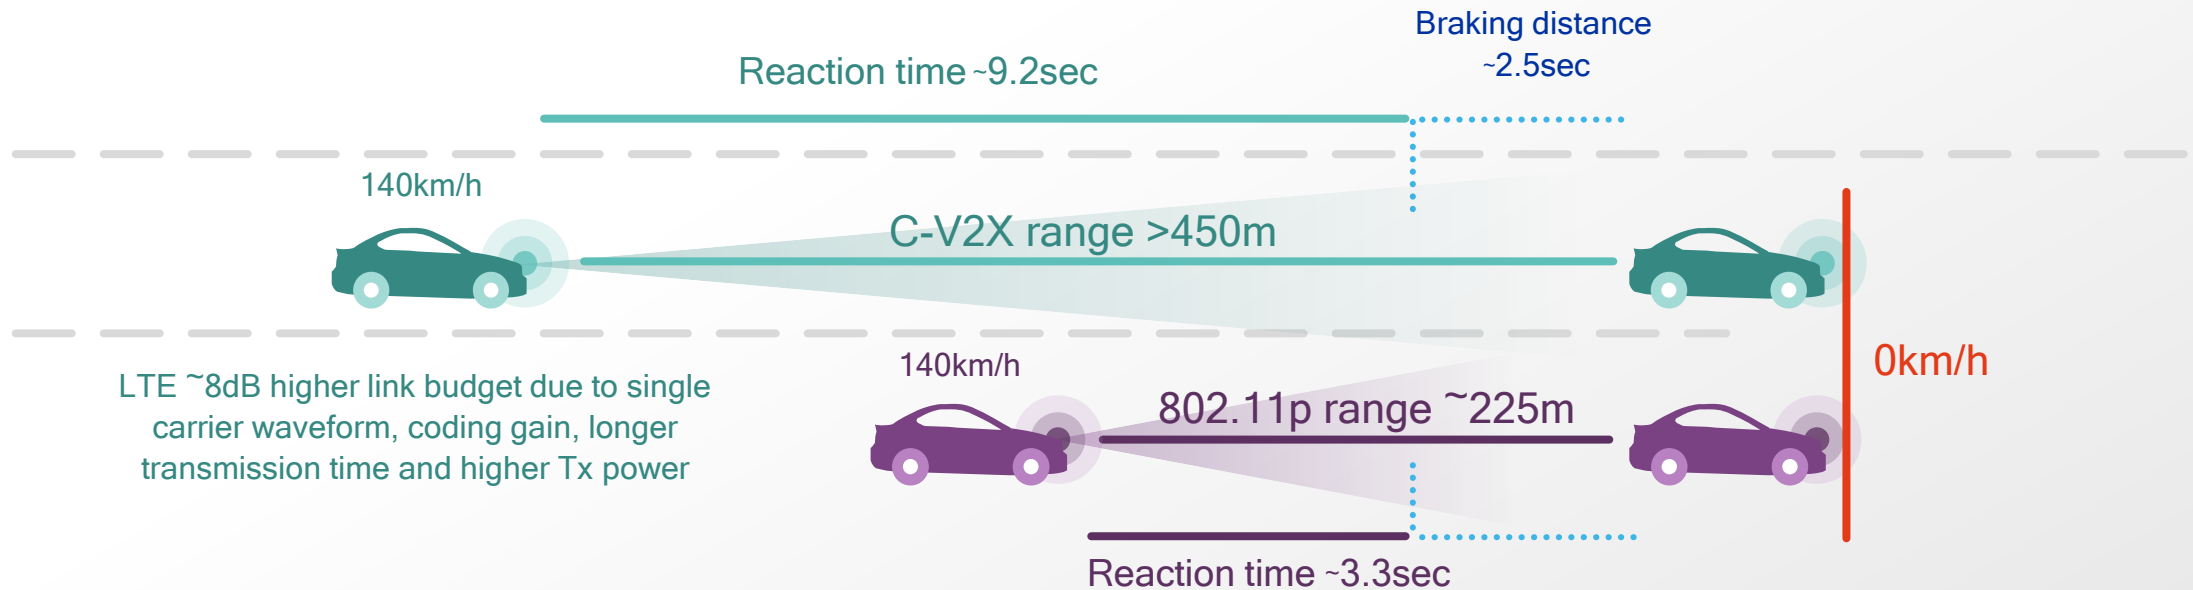 Braking distance
~2.5sec
Reaction time ~9.2sec
140km/h
C-V2X range >450m
140km/h
0km/h
LTE ~8dB higher link budget due to single
carrier waveform, coding gain, longer
transmission time and higher Tx power
802.11p range ~225m
Reaction time ~3.3sec